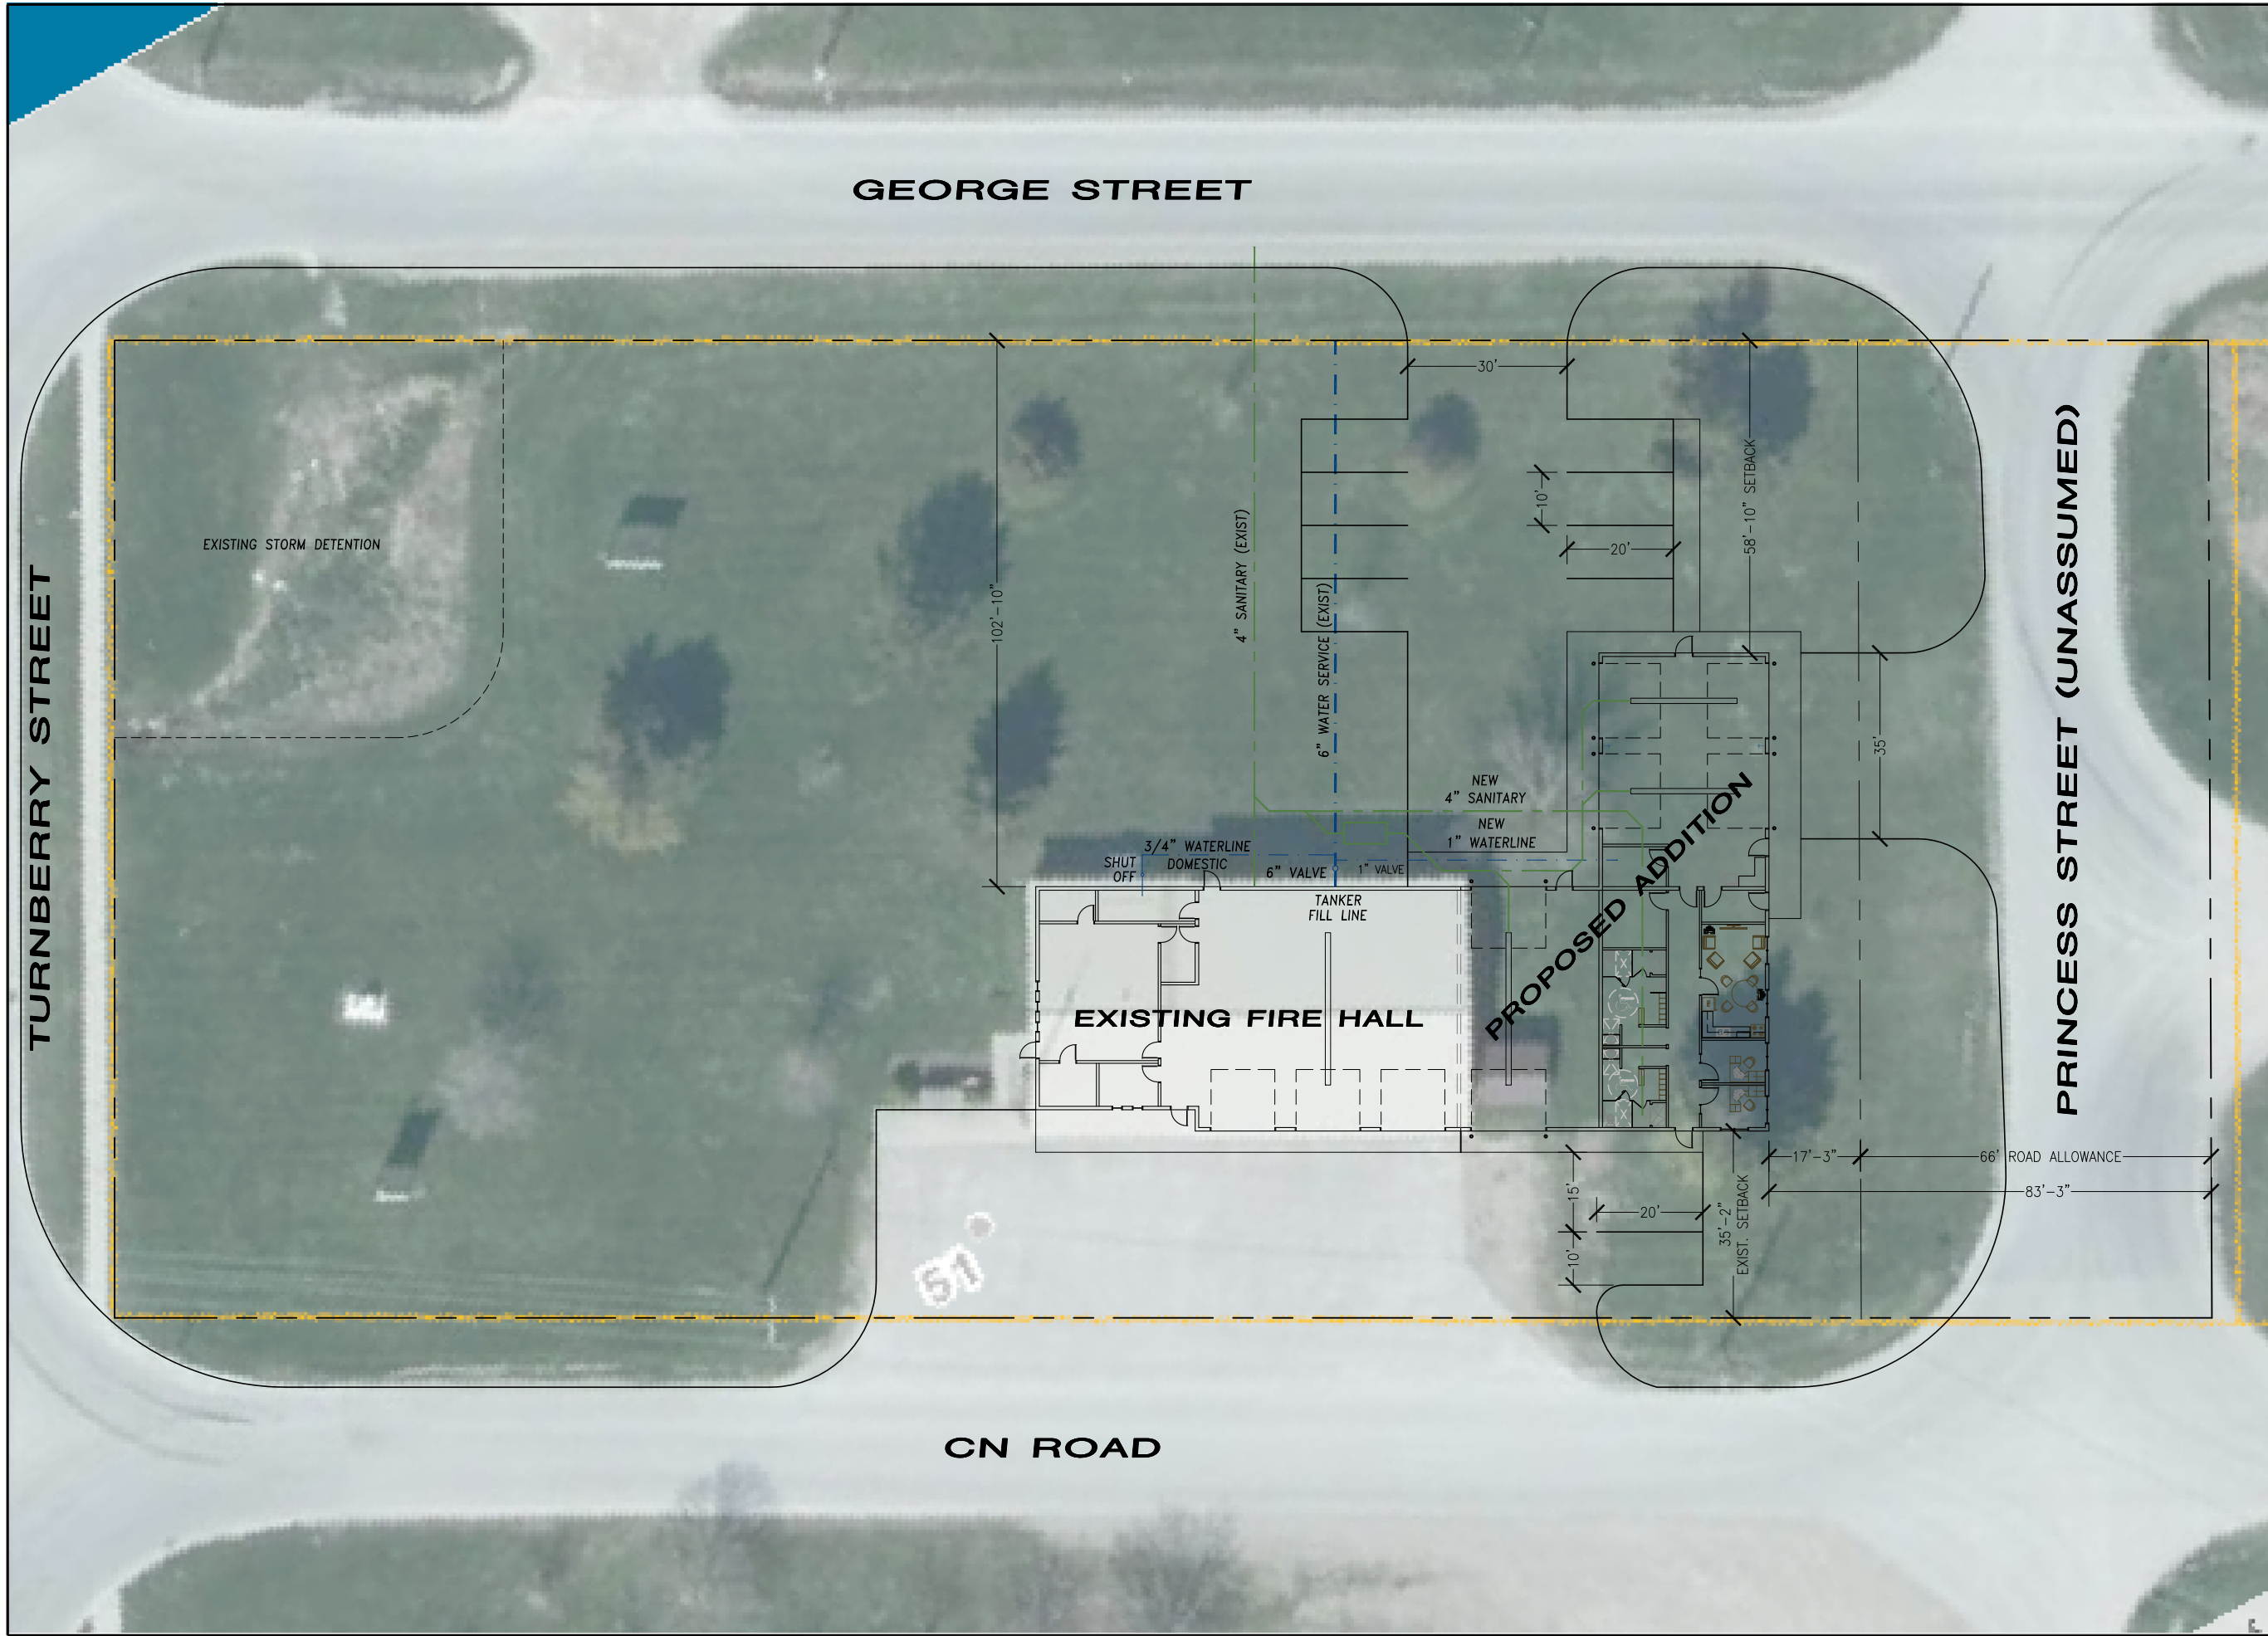 GEORGE STREET
30'
EXISTING STORM DETENTION
TURNBERRY STREET
102'-10"
4" SANITARY (EXIST)
6" WATER SERVICE (EXIST)
10'
20'
58'-10" SETBACK
PRINCESS STREET (UNASSUMED)
35'
NEW
4" SANITARY
NEW
1" WATERLINE
3/4" WATERLINE
DOMESTIC
SHUT
OFF
6" VALVE
1" VALVE
TANKER
FILL LINE
EXISTING FIRE HALL
PROPOSED ADDITION
17'-3"
66' ROAD ALLOWANCE
83'-3"
15'
20'
10'
35'-2"
EXIST. SETBACK
51
CN ROAD